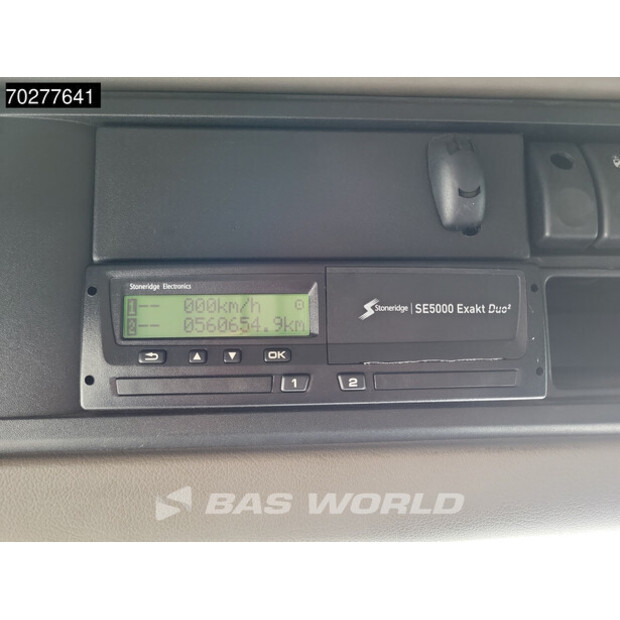 70277641
Stoneridge Electronics
1 -- 000km/h
2 -- 0560654.9km
Stoneridge | SE5000 Exakt Duo²
OK
1 2
BAS WORLD